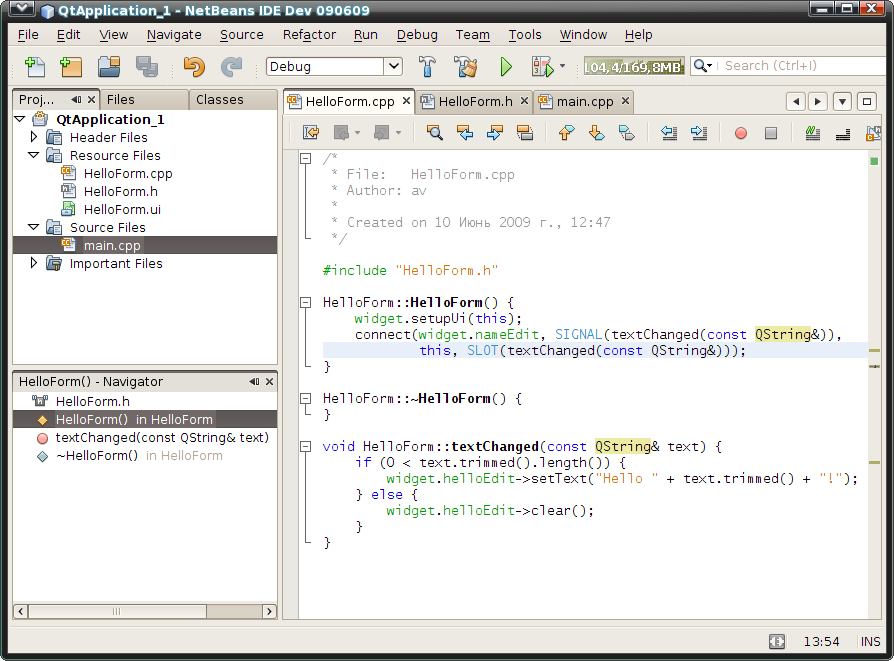 QtApplication_1 - NetBeans IDE Dev 090609
File Edit View Navigate Source Refactor Run Debug Team Tools Window Help
Debug 104,4/169,8MB Search (Ctrl+I)
Proj... Files Classes
HelloForm.cpp HelloForm.h main.cpp
QtApplication_1
Header Files
Resource Files
HelloForm.cpp
HelloForm.h
HelloForm.ui
Source Files
main.cpp
Important Files
HelloForm() - Navigator
HelloForm.h
HelloForm() in HelloForm
textChanged(const QString& text)
~HelloForm() in HelloForm
/*
* File: HelloForm.cpp
* Author: av
*
* Created on 10 Июнь 2009 г., 12:47
*/
#include "HelloForm.h"
HelloForm::HelloForm() {
widget.setupUi(this);
connect(widget.nameEdit, SIGNAL(textChanged(const QString&)),
this, SLOT(textChanged(const QString&)));
}
HelloForm::~HelloForm() {
}
void HelloForm::textChanged(const QString& text) {
if (0 < text.trimmed().length()) {
widget.helloEdit->setText("Hello " + text.trimmed() + "!");
} else {
widget.helloEdit->clear();
}
}
13:54 INS